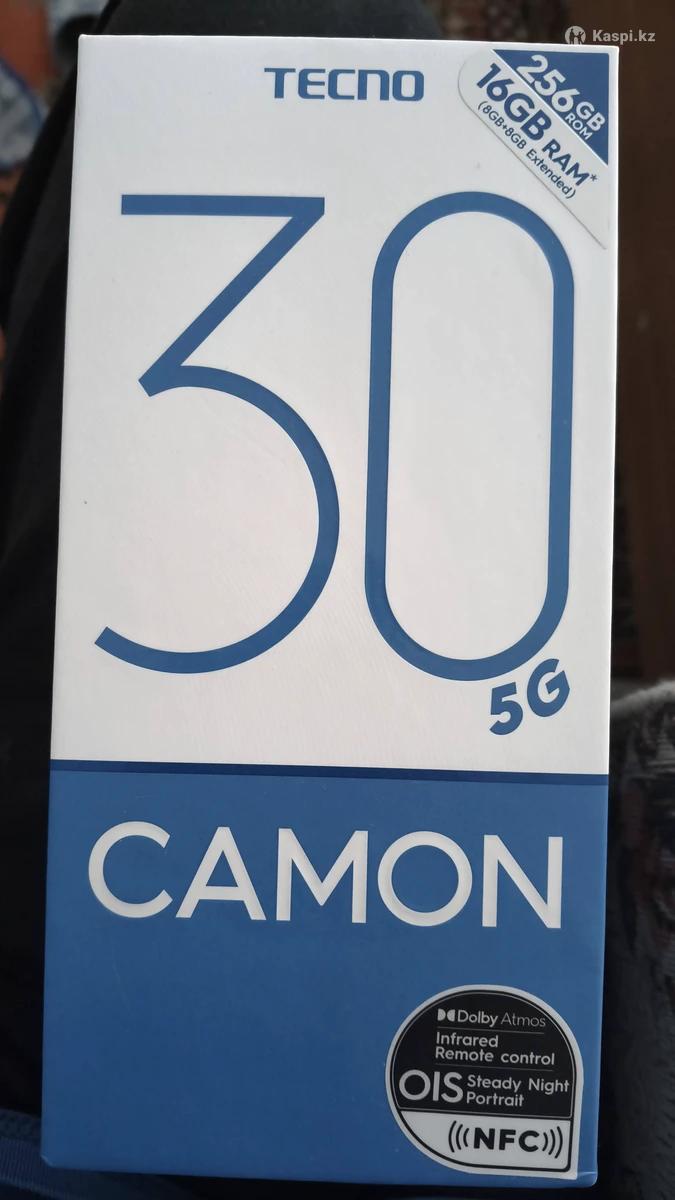 Kaspi.kz
TECNO
256GB
ROM
16GB RAM*
(8GB+8GB Extended)
30
5G
CAMON
Dolby Atmos
Infrared
Remote control
OIS Steady Night
Portrait
(((NFC)))